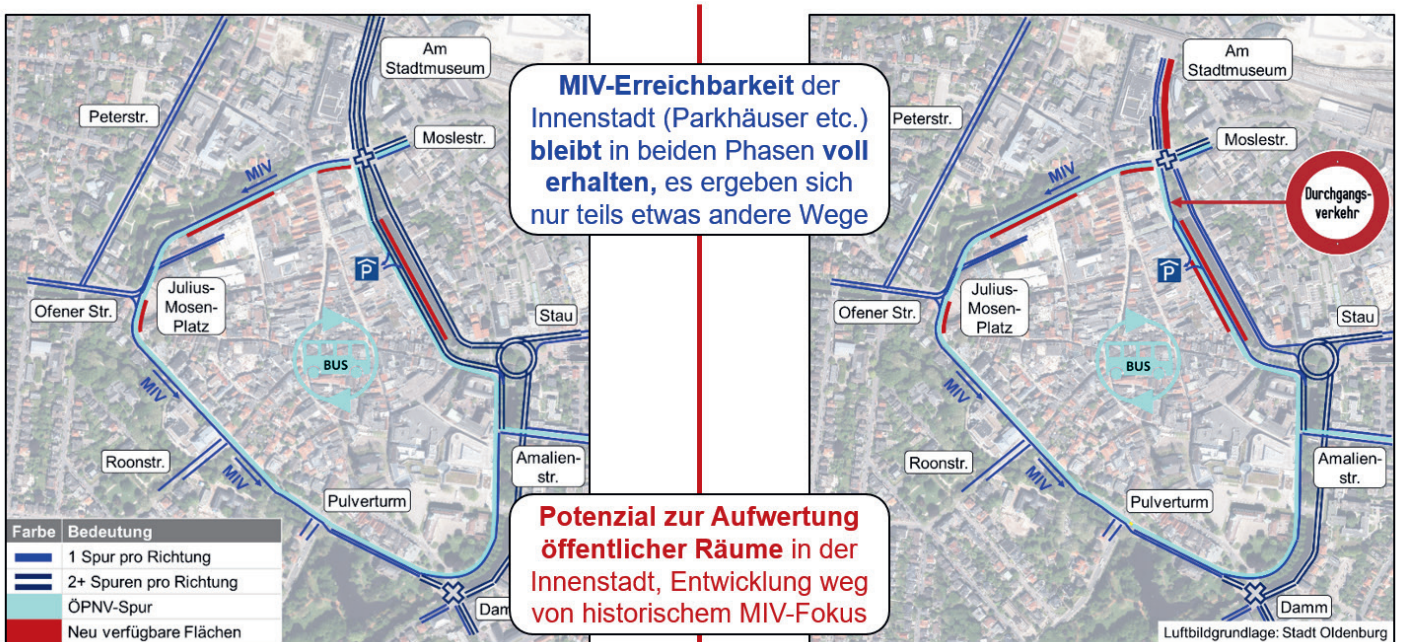 Am
Stadtmuseum
Peterstr.
Moslestr.
MIV
P
Julius-
Mosen-
Platz
Ofener Str.
Stau
BUS
MIV
Roonstr.
MIV
Amalien-
str.
Pulverturm
Damm
Farbe Bedeutung
1 Spur pro Richtung
2+ Spuren pro Richtung
ÖPNV-Spur
Neu verfügbare Flächen
MIV-Erreichbarkeit der
Innenstadt (Parkhäuser etc.)
bleibt in beiden Phasen voll
erhalten, es ergeben sich
nur teils etwas andere Wege
Potenzial zur Aufwertung
öffentlicher Räume in der
Innenstadt, Entwicklung weg
von historischem MIV-Fokus
Am
Stadtmuseum
Peterstr.
Moslestr.
Durchgangs-
verkehr
MIV
P
Julius-
Mosen-
Platz
Ofener Str.
Stau
BUS
MIV
Roonstr.
MIV
Amalien-
str.
Pulverturm
Damm
Luftbildgrundlage: Stadt Oldenburg